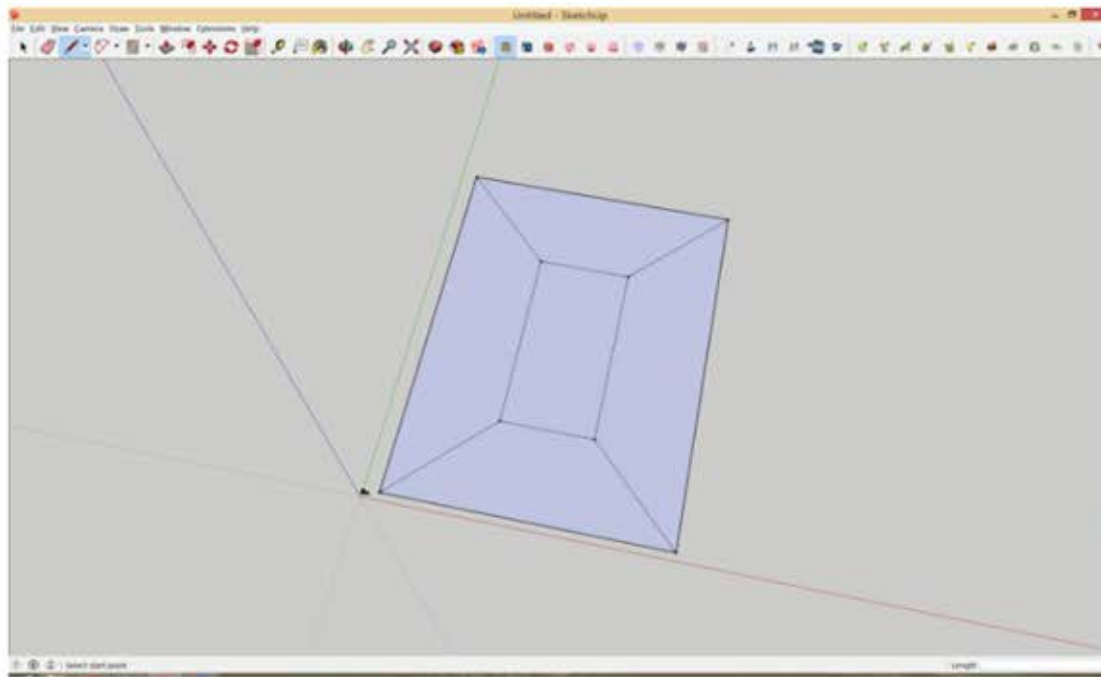 Untitled - SketchUp
File Edit View Camera Draw Tools Window Extensions Help
Select start point
Length